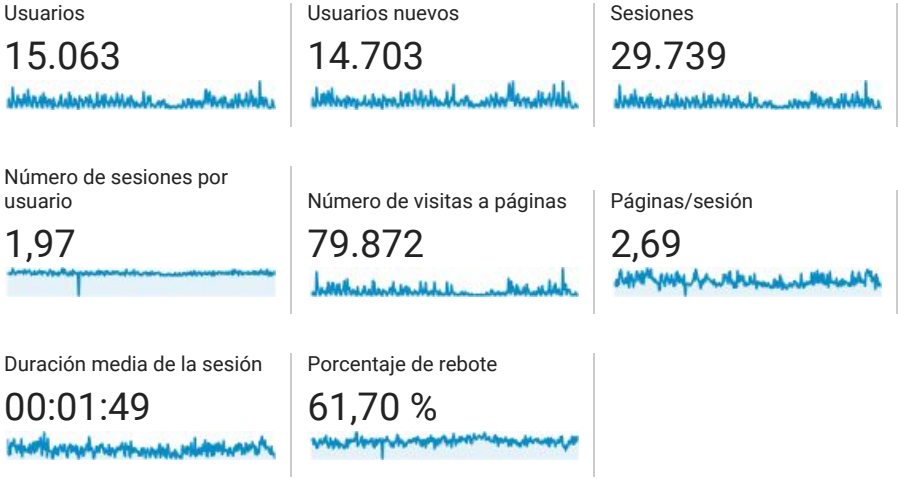 Usuarios
15.063
Usuarios nuevos
14.703
Sesiones
29.739
Número de sesiones por
usuario
1,97
Número de visitas a páginas
79.872
Páginas/sesión
2,69
Duración media de la sesión
00:01:49
Porcentaje de rebote
61,70 %